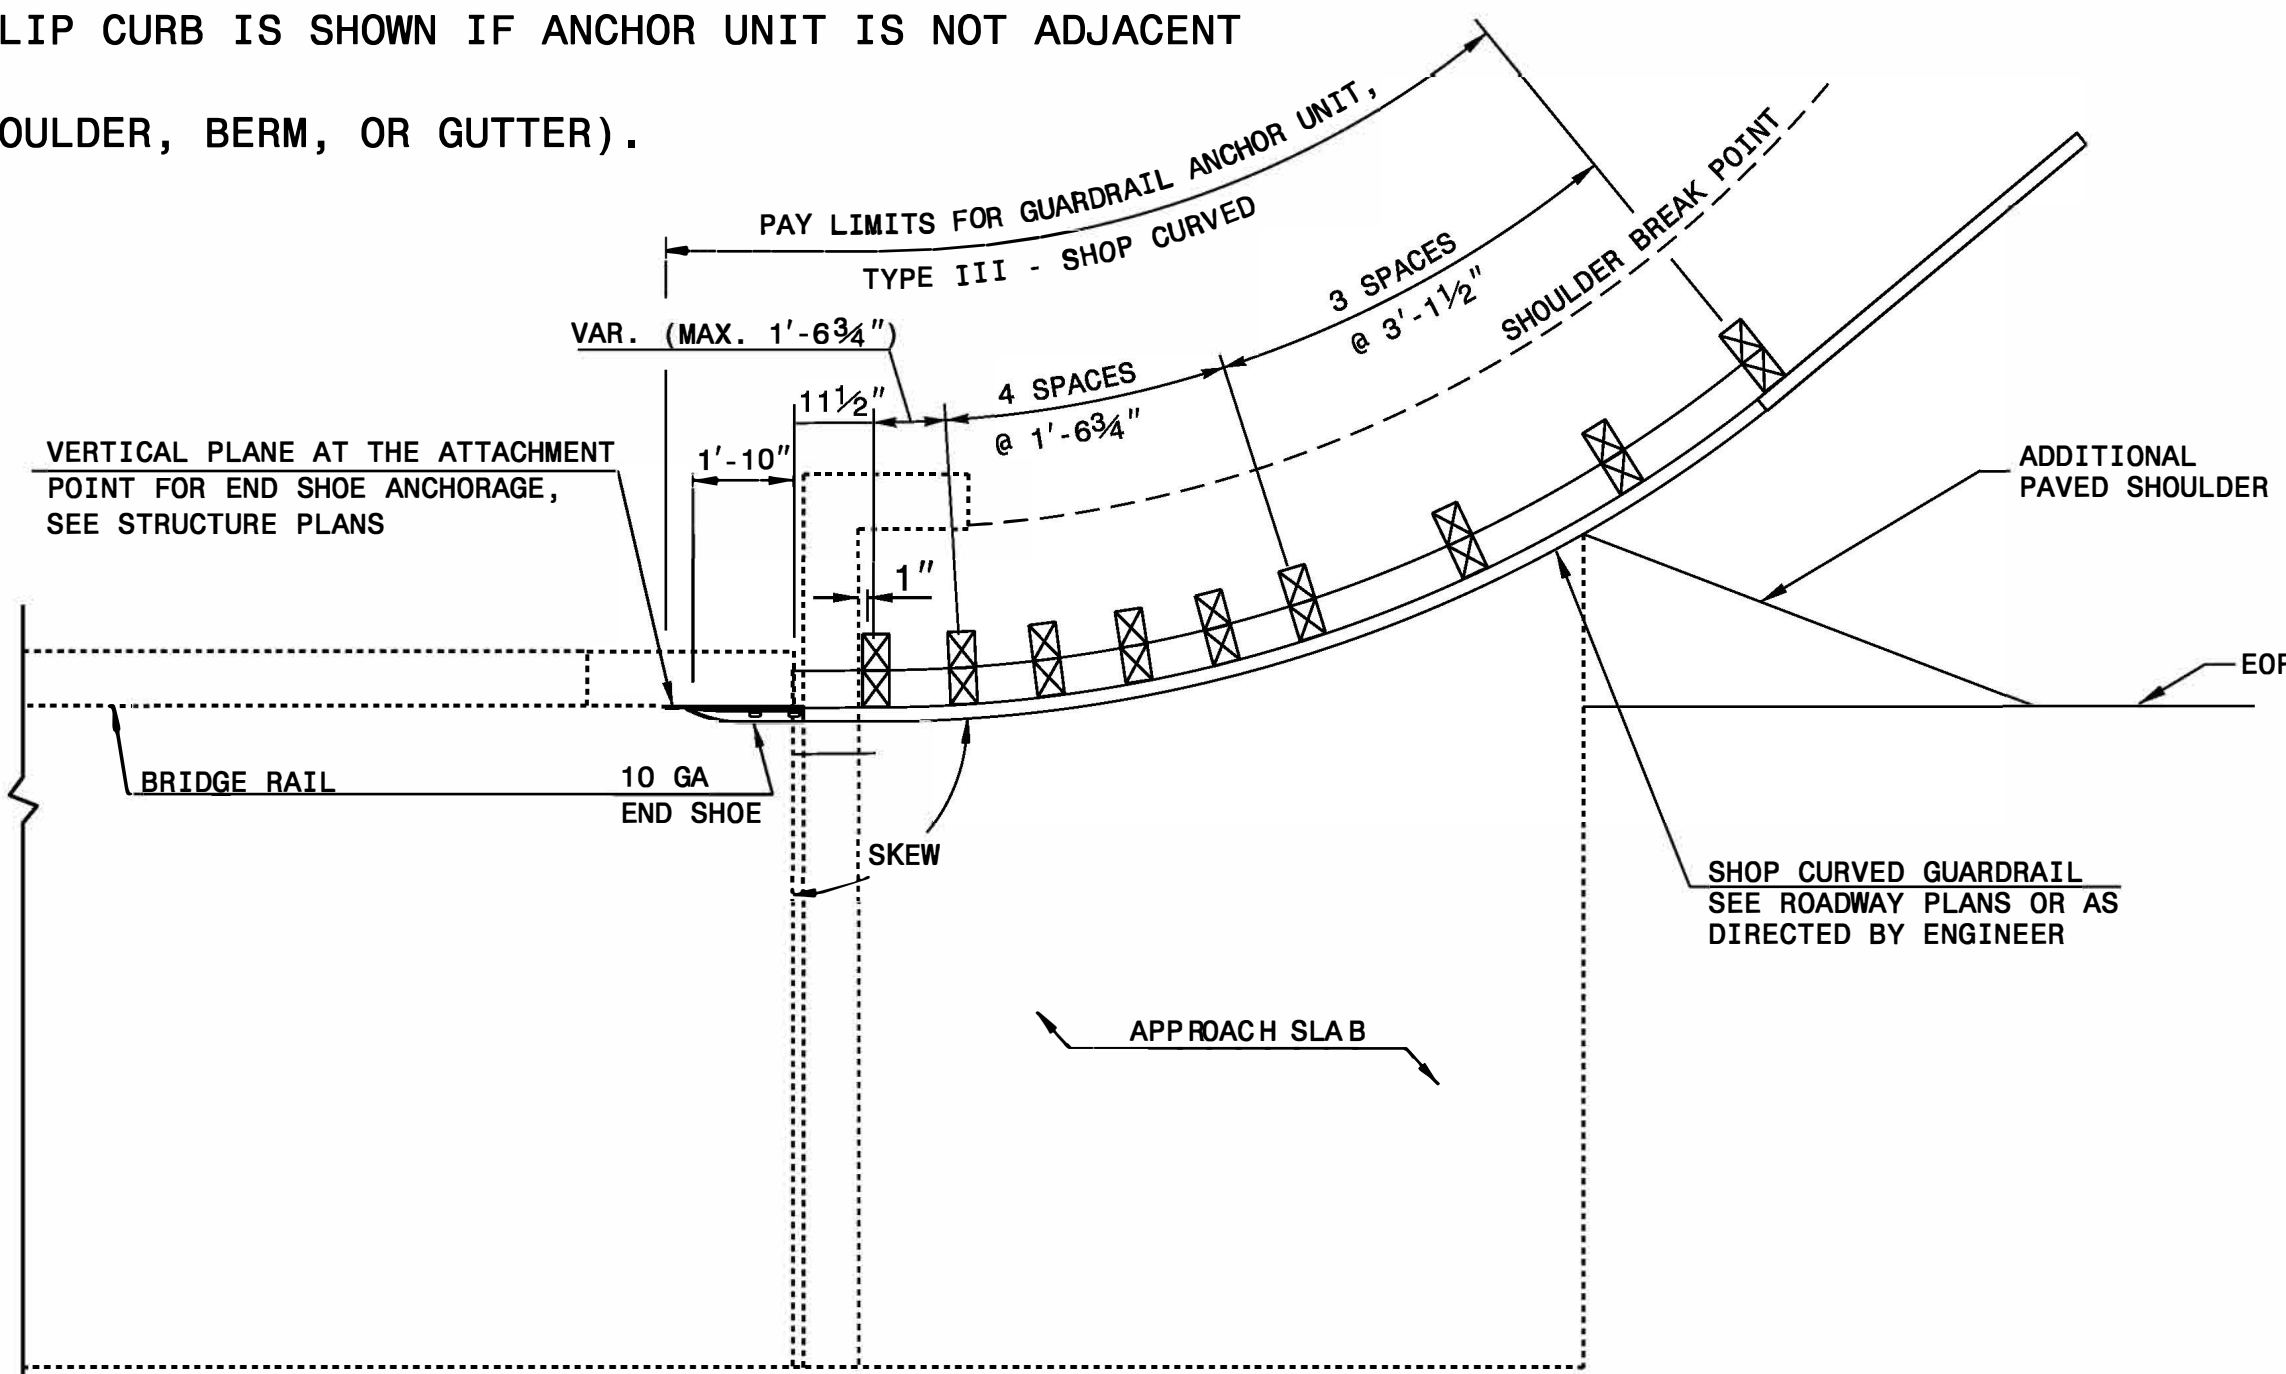 LIP CURB IS SHOWN IF ANCHOR UNIT IS NOT ADJACENT
OULDER, BERM, OR GUTTER).
PAY LIMITS FOR GUARDRAIL ANCHOR UNIT,
TYPE III - SHOP CURVED
3 SPACES
@ 3'-1½"
SHOULDER BREAK POINT
VAR. (MAX. 1'-6¾")
4 SPACES
@ 1'-6¾"
11½"
1'-10"
1"
VERTICAL PLANE AT THE ATTACHMENT
POINT FOR END SHOE ANCHORAGE,
SEE STRUCTURE PLANS
ADDITIONAL
PAVED SHOULDER
EOP
BRIDGE RAIL
10 GA
END SHOE
SKEW
SHOP CURVED GUARDRAIL
SEE ROADWAY PLANS OR AS
DIRECTED BY ENGINEER
APPROACH SLAB